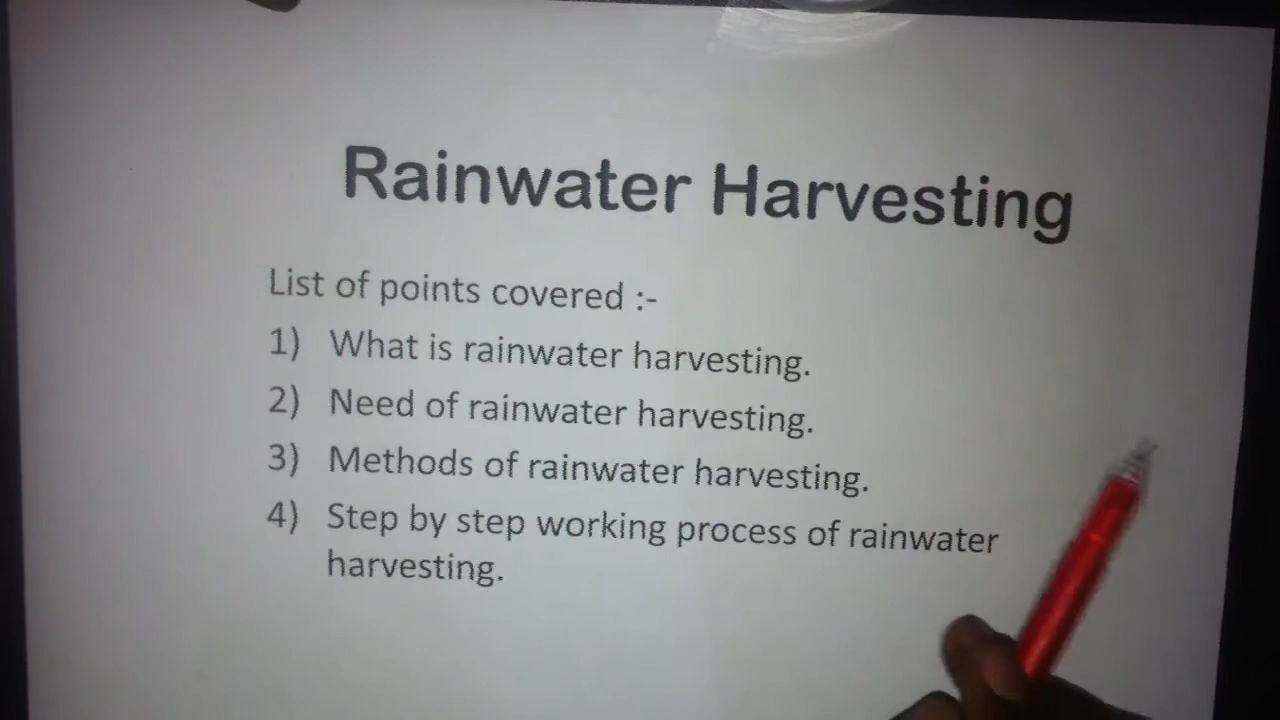 Rainwater Harvesting
List of points covered :-
1) What is rainwater harvesting.
2) Need of rainwater harvesting.
3) Methods of rainwater harvesting.
4) Step by step working process of rainwater
harvesting.